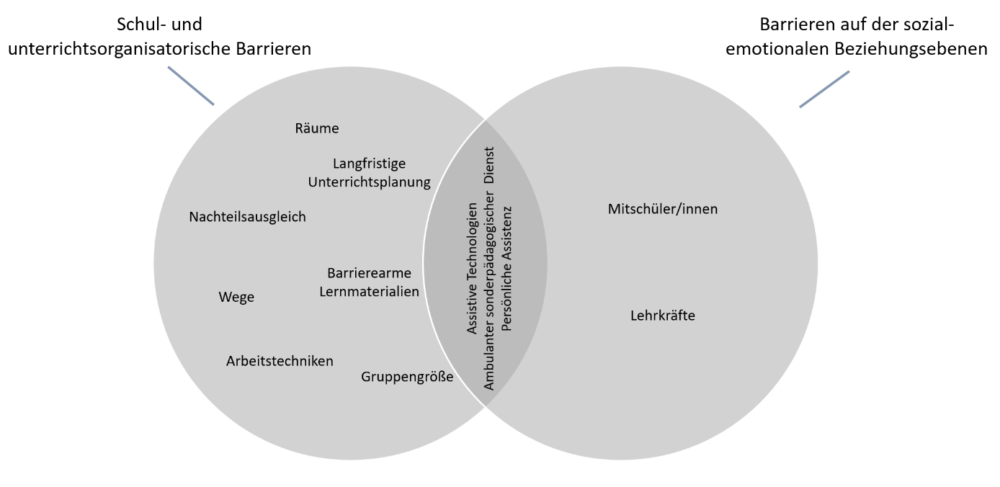 Schul- und
unterrichtsorganisatorische Barrieren
Barrieren auf der sozial-
emotionalen Beziehungsebenen
Räume
Langfristige
Unterrichtsplanung
Nachteilsausgleich
Barrierearme
Lernmaterialien
Wege
Arbeitstechniken
Gruppengröße
Assistive Technologien
Ambulanter sonderpädagogischer Dienst
Persönliche Assistenz
Mitschüler/innen
Lehrkräfte